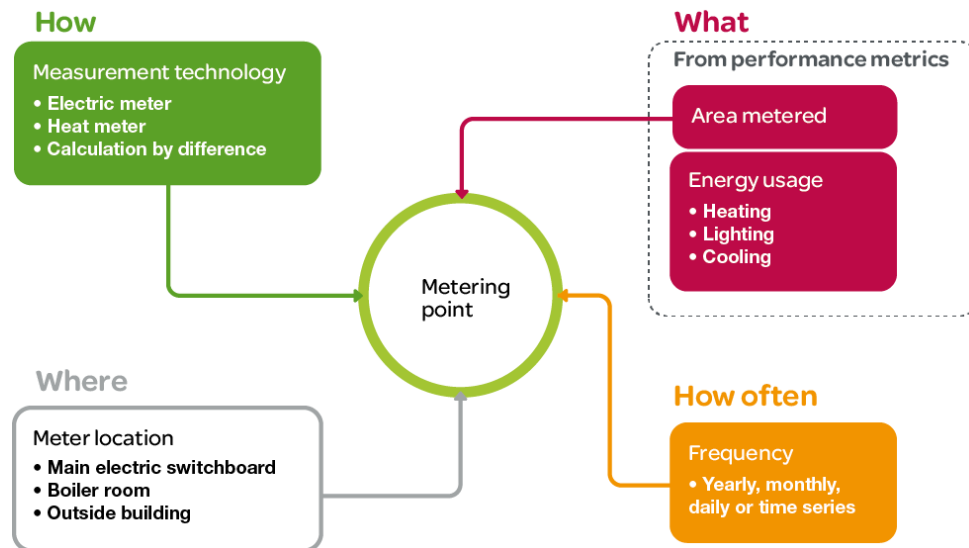 How
Measurement technology
• Electric meter
• Heat meter
• Calculation by difference
What
From performance metrics
Area metered
Energy usage
• Heating
• Lighting
• Cooling
Metering
point
Where
Meter location
• Main electric switchboard
• Boiler room
• Outside building
How often
Frequency
• Yearly, monthly,
daily or time series